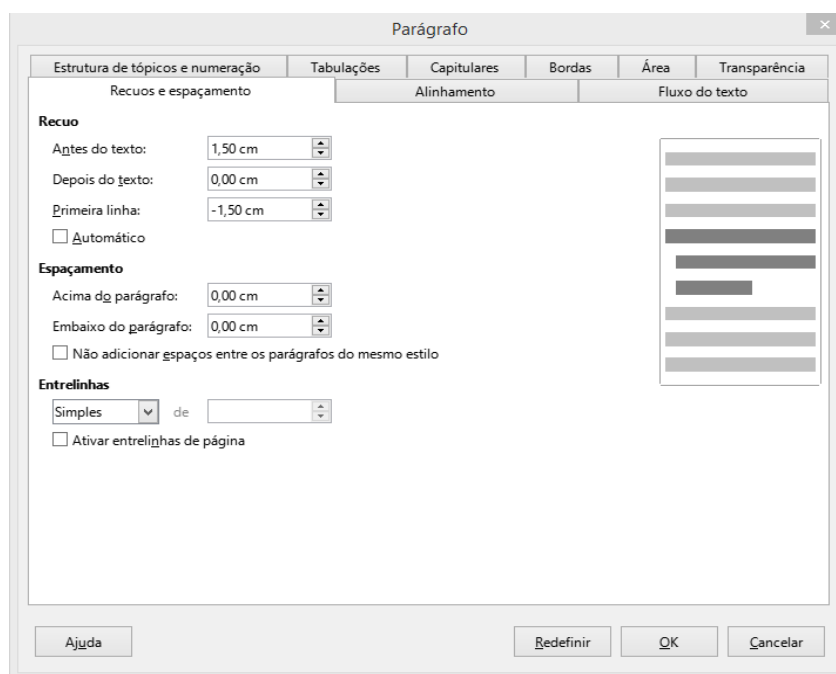 Parágrafo
Estrutura de tópicos e numeração Tabulações Capitulares Bordas Área Transparência
Recuos e espaçamento Alinhamento Fluxo do texto
Recuo
Antes do texto: 1,50 cm
Depois do texto: 0,00 cm
Primeira linha: -1,50 cm
Automático
Espaçamento
Acima do parágrafo: 0,00 cm
Embaixo do parágrafo: 0,00 cm
Não adicionar espaços entre os parágrafos do mesmo estilo
Entrelinhas
Simples de
Ativar entrelinhas de página
Ajuda Redefinir OK Cancelar